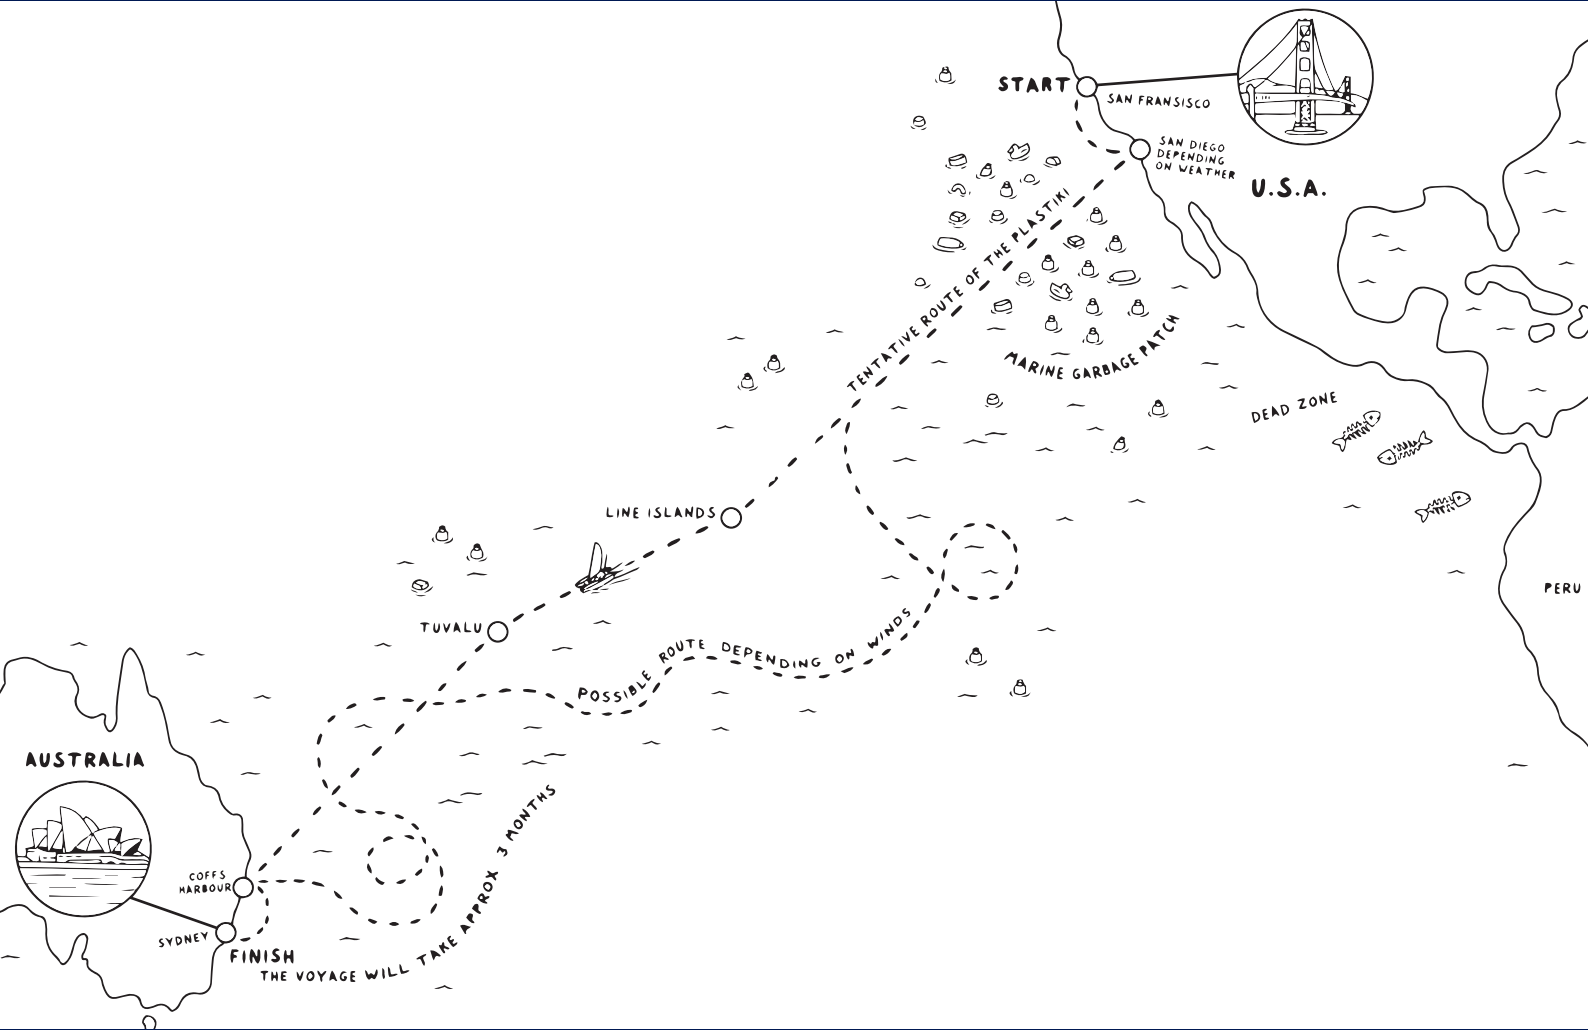 START
SAN FRANSISCO
SAN DIEGO
DEPENDING
ON WEATHER
U.S.A.
TENTATIVE ROUTE OF THE PLASTIKI
MARINE GARBAGE PATCH
DEAD ZONE
LINE ISLANDS
PERU
TUVALU
POSSIBLE ROUTE DEPENDING ON WINDS
AUSTRALIA
COFFS
HARBOUR
SYDNEY
FINISH
THE VOYAGE WILL TAKE APPROX 3 MONTHS